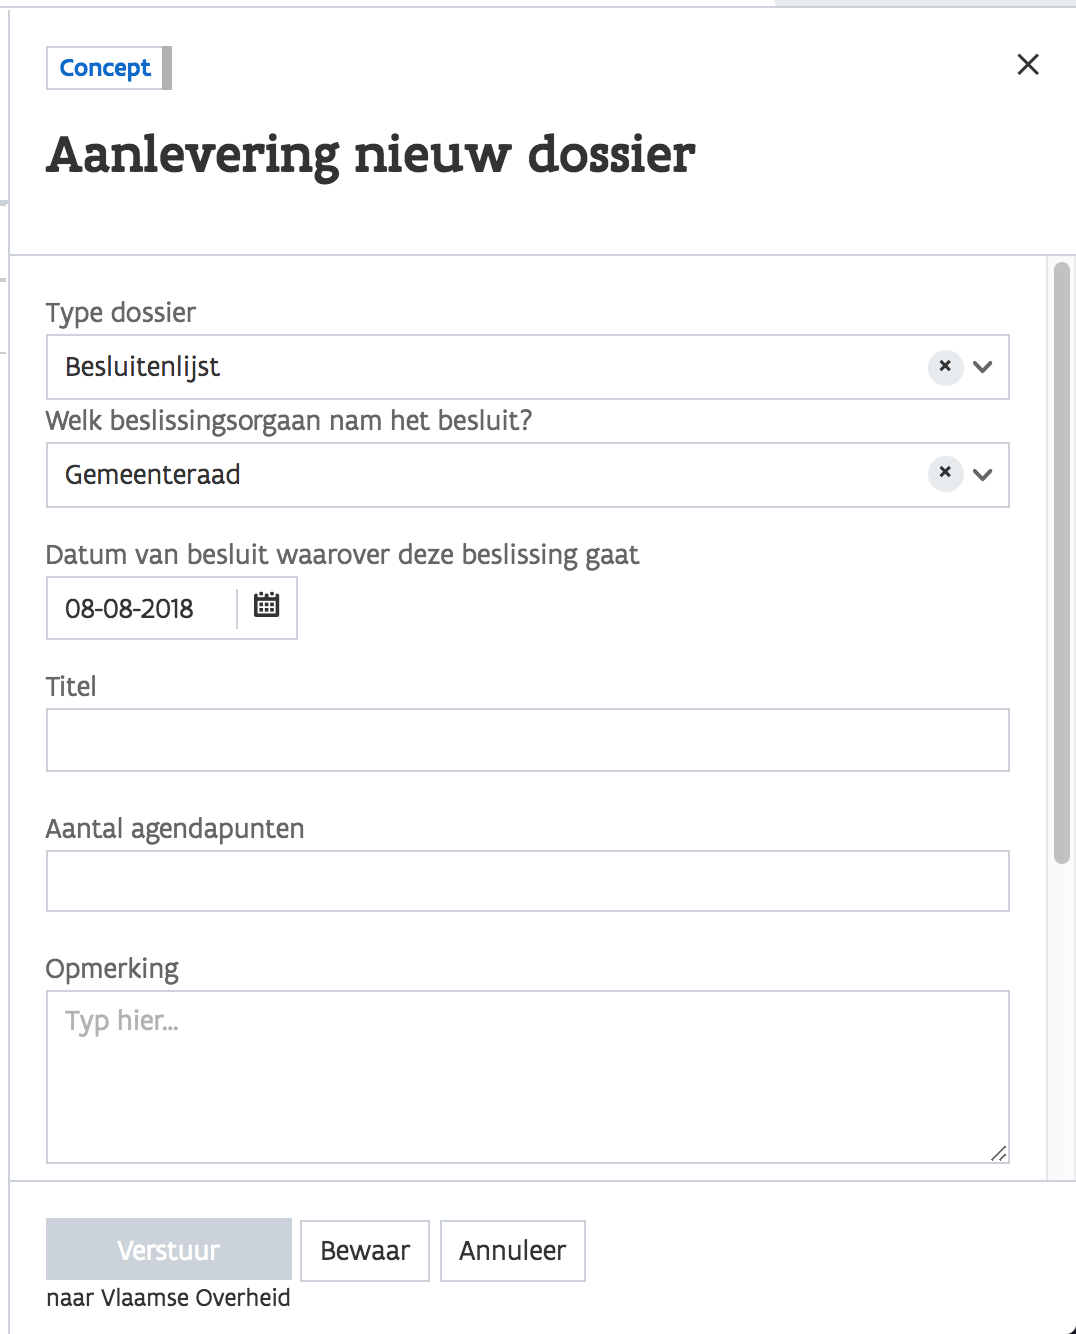 Concept
Aanlevering nieuw dossier
Type dossier
Besluitenlijst
Welk beslissingsorgaan nam het besluit?
Gemeenteraad
Datum van besluit waarover deze beslissing gaat
08-08-2018
Titel
Aantal agendapunten
Opmerking
Typ hier...
Verstuur Bewaar Annuleer
naar Vlaamse Overheid